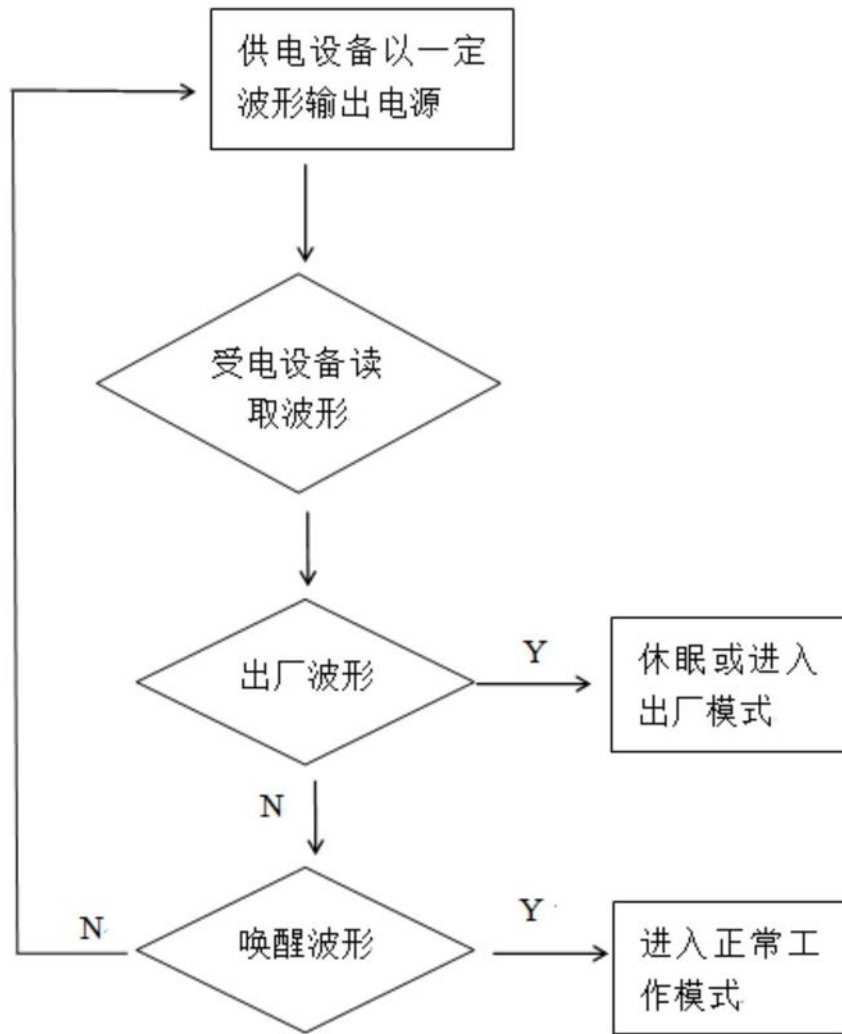 供电设备以一定
波形输出电源
受电设备读
取波形
出厂波形
Y
休眠或进入
出厂模式
N
唤醒波形
N
Y
进入正常工
作模式